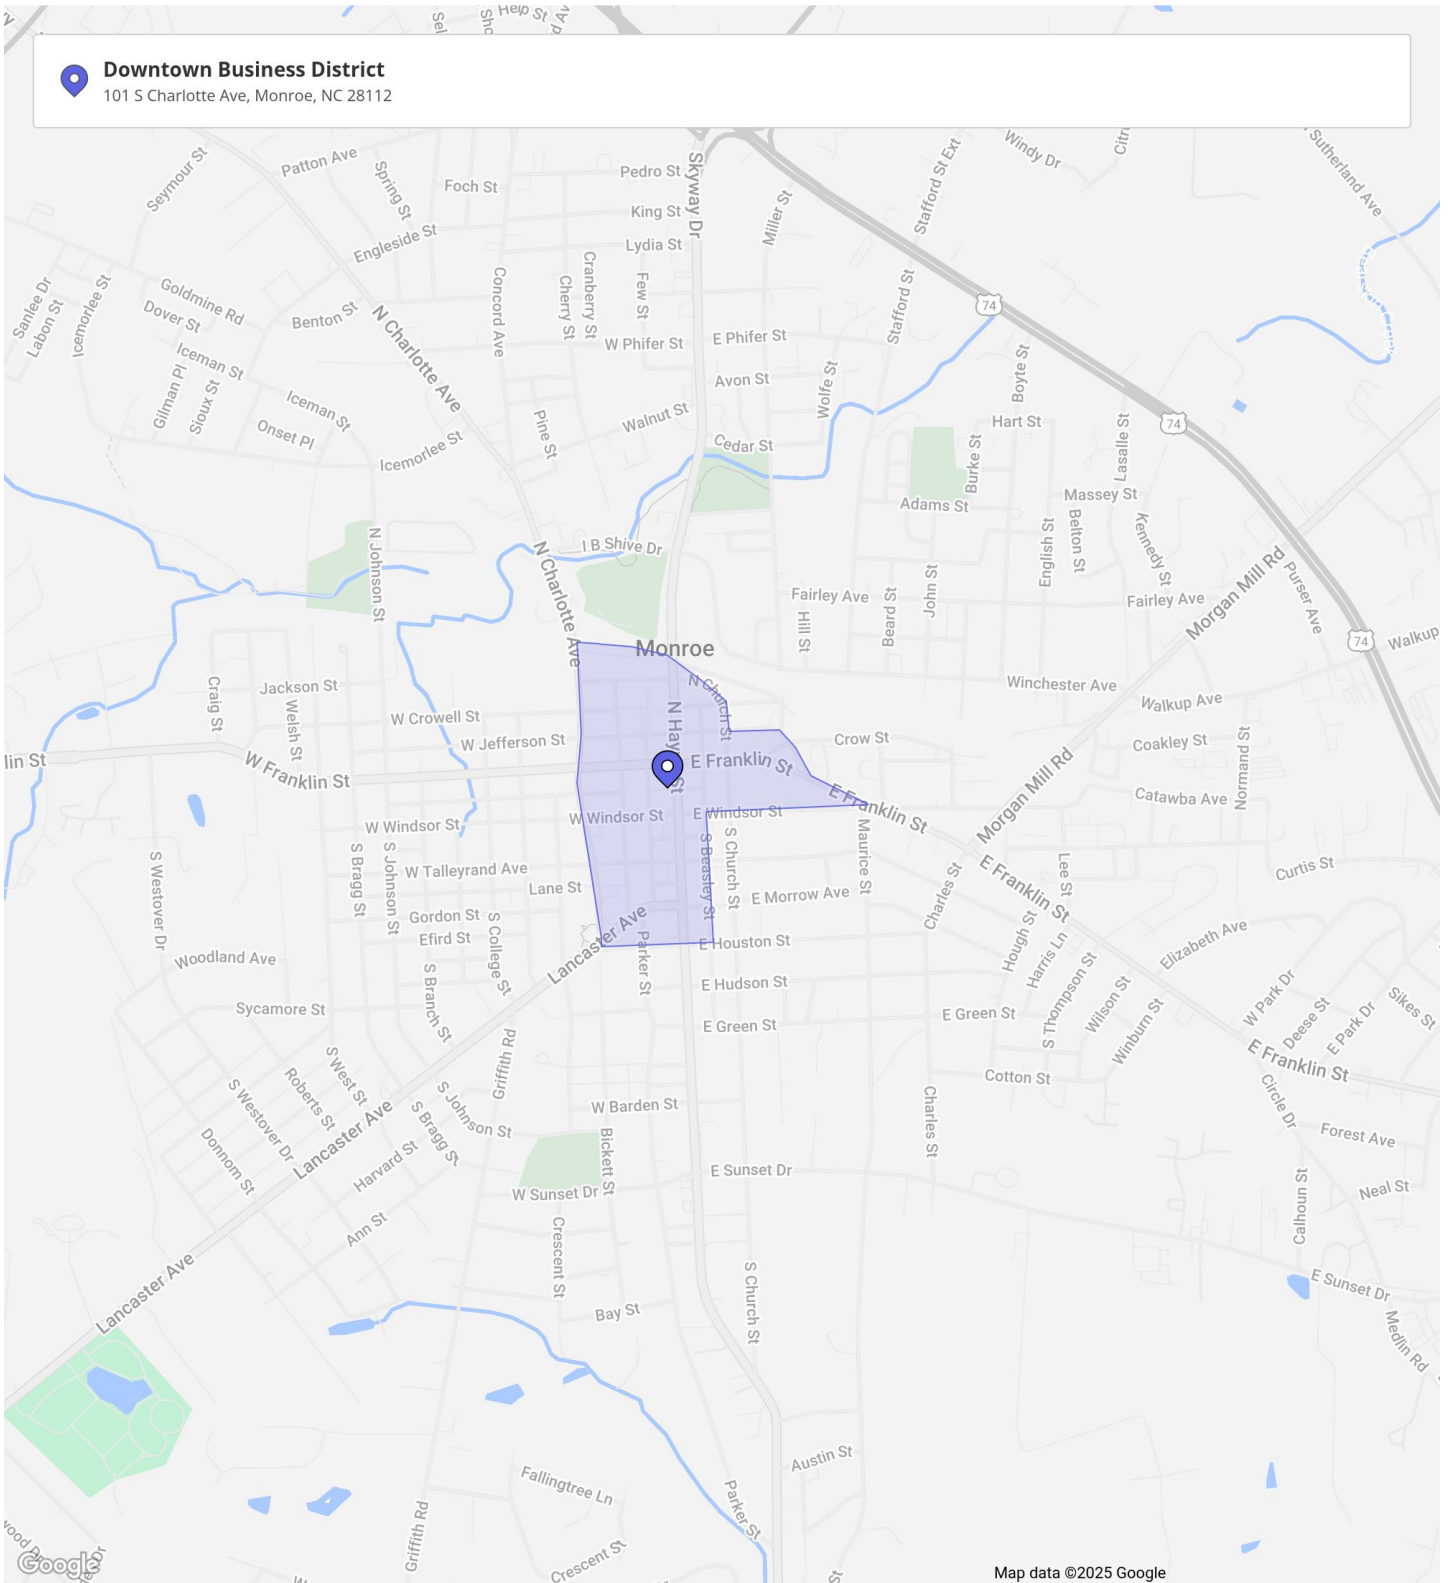 Help St
Downtown Business District
101 S Charlotte Ave, Monroe, NC 28112
Patton Ave
Seymour St
Spring St
Foch St
Pedro St
Skyway Dr
Stafford St Ext
Windy Dr
Sutherland Ave
King St
Miller St
Engleside St
Lydia St
Goldmine Rd
Sanlee Dr
Labon St
Icemorlee St
Dover St
Benton St
N Charlotte Ave
Concord Ave
Cherry St
Cranberry St
Few St
Stafford St
74
W Phifer St
E Phifer St
Iceman St
Gilman Pl
Sioux St
Avon St
Wolfe St
Boyte St
Iceman St
Onset Pl
Icemorlee St
Pine St
Walnut St
Cedar St
Hart St
Burke St
Lasalle St
74
Adams St
Massey St
N Johnson St
N Charlotte Ave
I B Shive Dr
English St
Belton St
Kennedy St
Morgan Mill Rd
Purser Ave
Fairley Ave
Beard St
John St
Fairley Ave
Hill St
74
Walkup
Monroe
Winchester Ave
Walkup Ave
Craig St
Jackson St
Welsh St
W Crowell St
N Church St
W Jefferson St
Crow St
Coakley St
Normand St
lin St
W Franklin St
E Franklin St
E Franklin St
Morgan Mill Rd
Catawba Ave
W Windsor St
W Windsor St
E Windsor St
S Westover Dr
S Bragg St
S Johnson St
W Talleyrand Ave
Lane St
S Beasley St
S Church St
Maurice St
E Morrow Ave
Charles St
E Franklin St
Lee St
Curtis St
Gordon St
Efird St
S College St
Lancaster Ave
Parker St
E Houston St
Hough St
Harris Ln
Elizabeth Ave
Woodland Ave
S Branch St
E Hudson St
S Thompson St
Wilson St
Winburn St
W Park Dr
Deese St
E Park Dr
Sikes St
Sycamore St
E Green St
E Green St
E Franklin St
S West St
Roberts St
S Westover Dr
Donnom St
Griffith Rd
S Johnson St
S Bragg St
W Barden St
Cotton St
Charles St
Circle Dr
Forest Ave
Lancaster Ave
Harvard St
Bickett St
E Sunset Dr
W Sunset Dr
Calhoun St
Neal St
Ann St
Crescent St
Lancaster Ave
S Church St
E Sunset Dr
Bay St
Medlin Rd
Austin St
Fallingtree Ln
Parker St
Griffith Rd
Crescent St
Google
Map data ©2025 Google